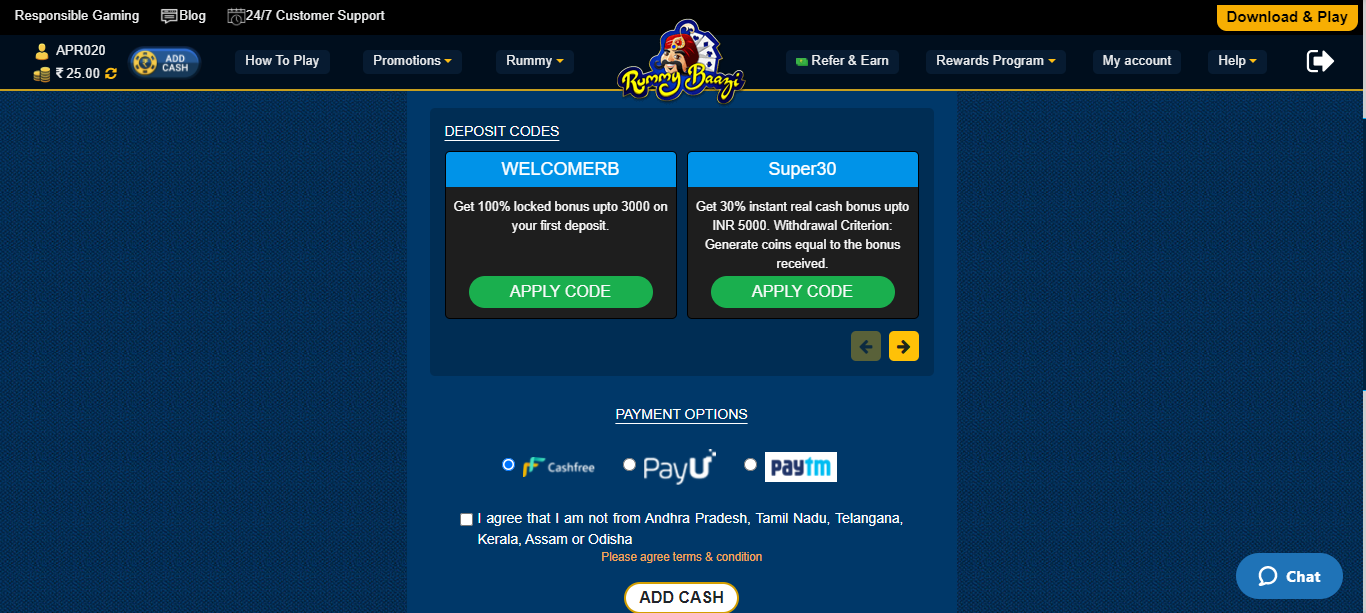 Responsible Gaming Blog 24/7 Customer Support Download & Play
APR020
₹ 25.00
ADD
CASH
How To Play Promotions Rummy
Rummy Baazi
Refer & Earn Rewards Program My account Help
DEPOSIT CODES
WELCOMERB
Get 100% locked bonus upto 3000 on
your first deposit.
APPLY CODE
Super30
Get 30% instant real cash bonus upto
INR 5000. Withdrawal Criterion:
Generate coins equal to the bonus
received.
APPLY CODE
PAYMENT OPTIONS
Cashfree PayU paytm
I agree that I am not from Andhra Pradesh, Tamil Nadu, Telangana,
Kerala, Assam or Odisha
Please agree terms & condition
ADD CASH
Chat